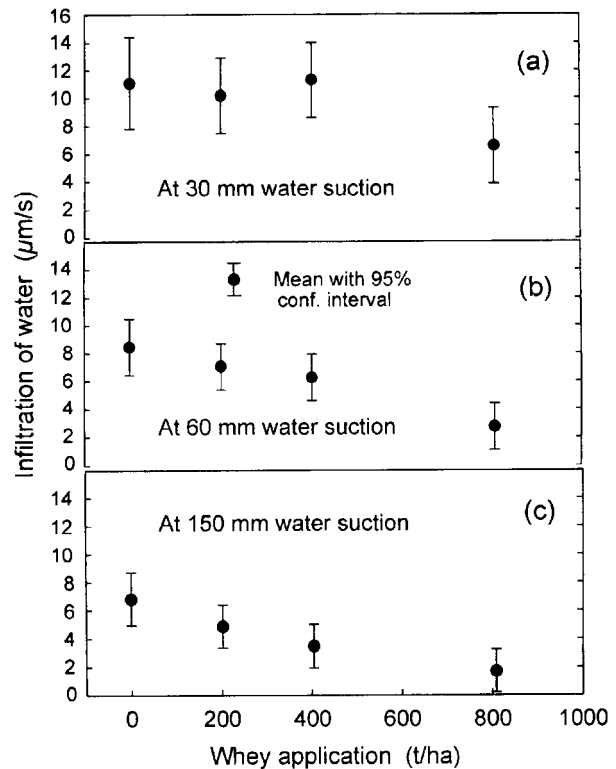 Infiltration of water (µm/s)
16
14
12
10
8
6
4
2
0
(a)
At 30 mm water suction
14
12
10
8
6
4
2
0
Mean with 95%
conf. interval
(b)
At 60 mm water suction
14
12
10
8
6
4
2
0
At 150 mm water suction
(c)
0 200 400 600 800 1000
Whey application (t/ha)